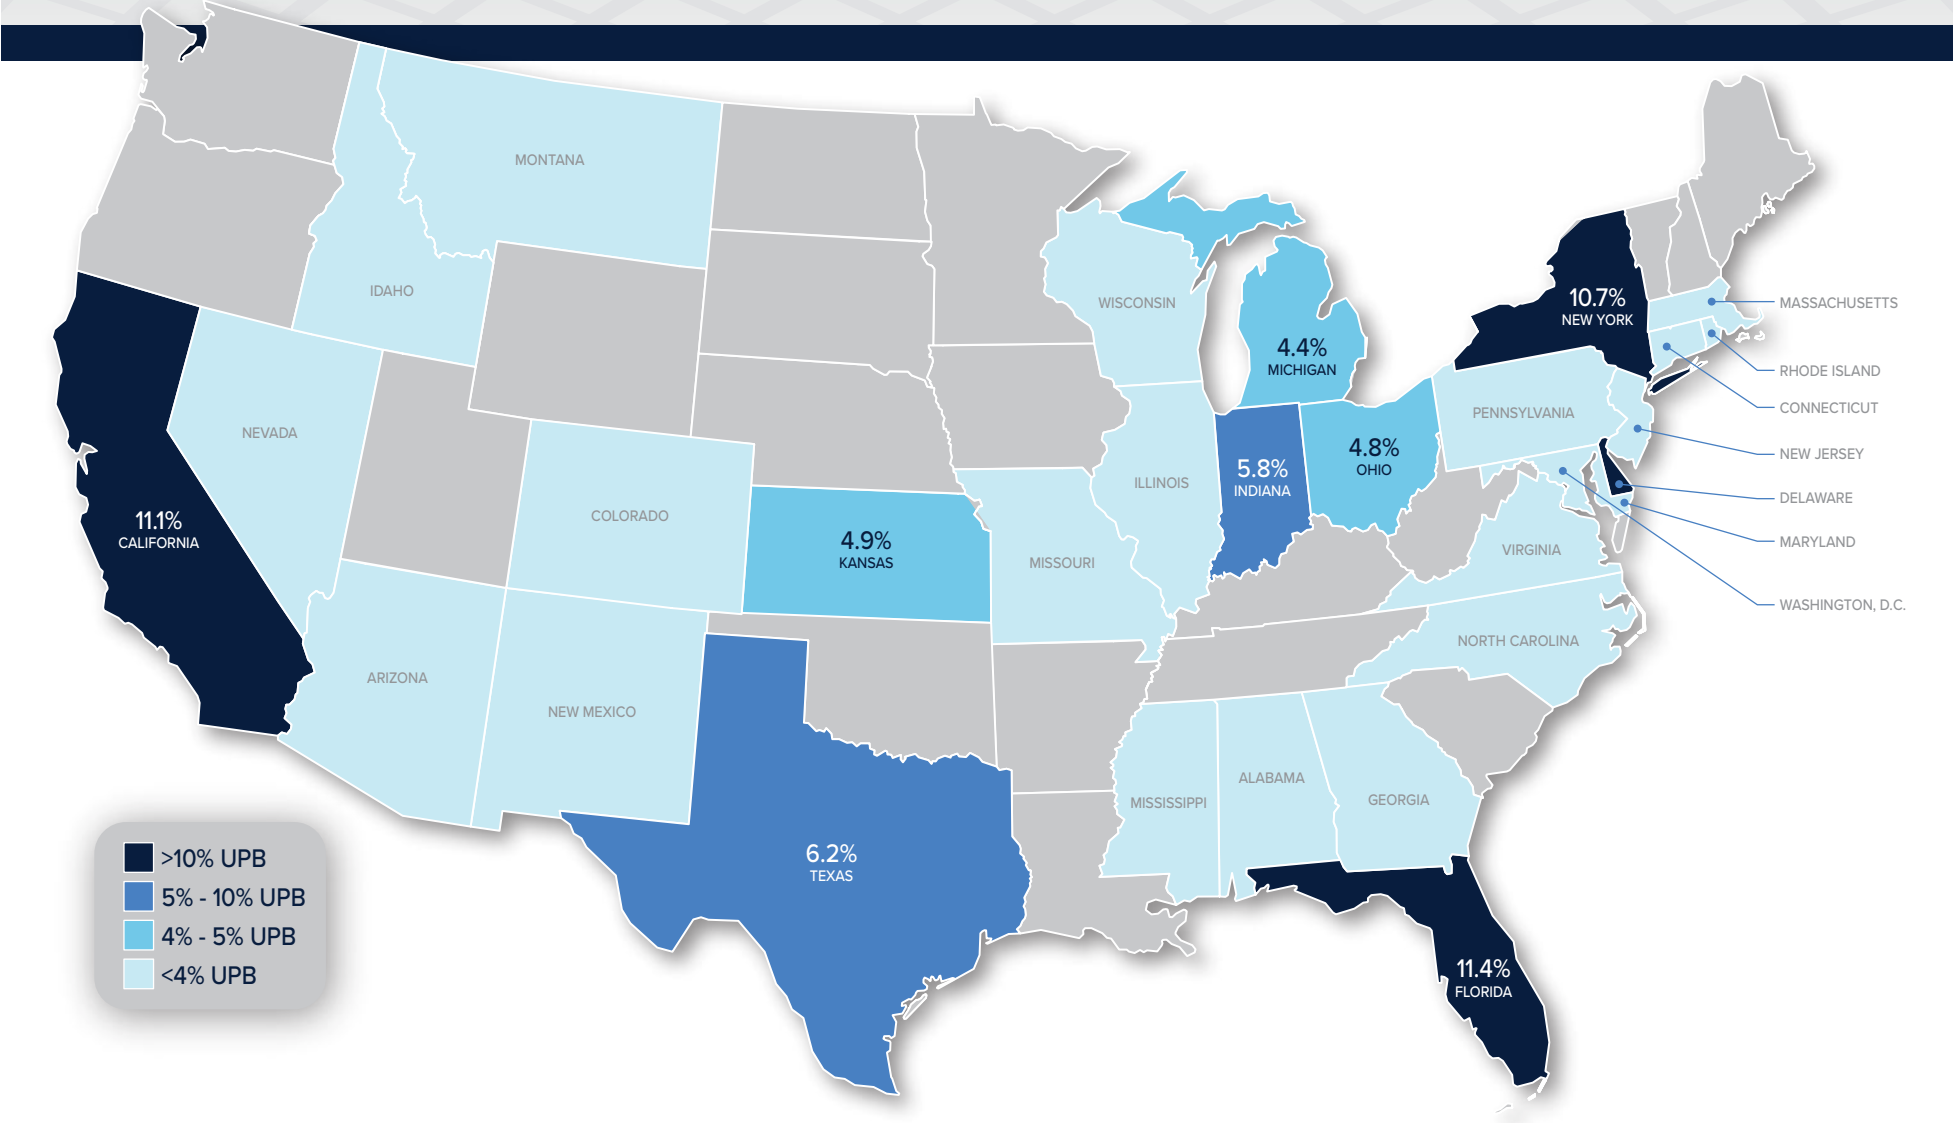 MONTANA
IDAHO
WISCONSIN
10.7%
NEW YORK
MASSACHUSETTS
4.4%
MICHIGAN
RHODE ISLAND
CONNECTICUT
PENNSYLVANIA
NEVADA
4.8%
OHIO
NEW JERSEY
5.8%
INDIANA
ILLINOIS
DELAWARE
COLORADO
11.1%
CALIFORNIA
4.9%
KANSAS
MISSOURI
VIRGINIA
MARYLAND
WASHINGTON, D.C.
NORTH CAROLINA
ARIZONA
NEW MEXICO
ALABAMA
MISSISSIPPI
GEORGIA
6.2%
TEXAS
>10% UPB
5% - 10% UPB
4% - 5% UPB
<4% UPB
11.4%
FLORIDA